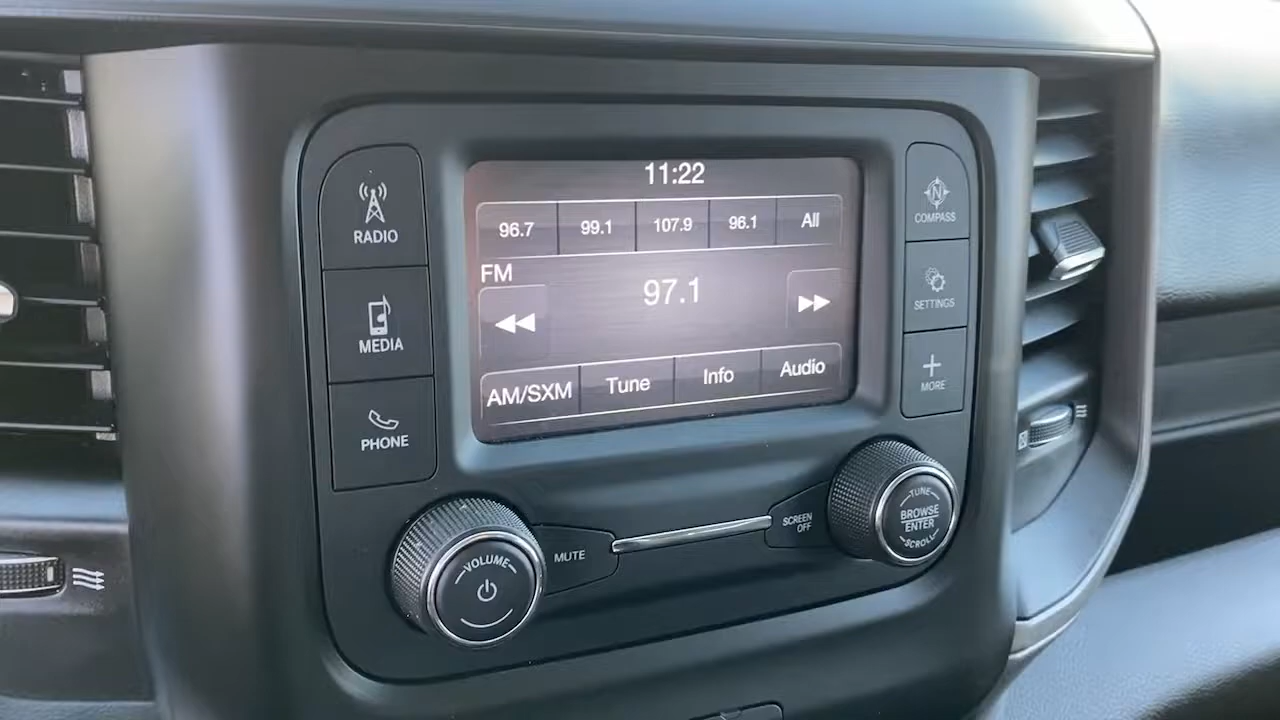 11:22
96.7 99.1 107.9 96.1 All
FM
97.1
AM/SXM Tune Info Audio
RADIO
MEDIA
PHONE
N
COMPASS
SETTINGS
MORE
VOLUME
MUTE
SCREEN
OFF
TUNE
BROWSE
ENTER
SCROLL